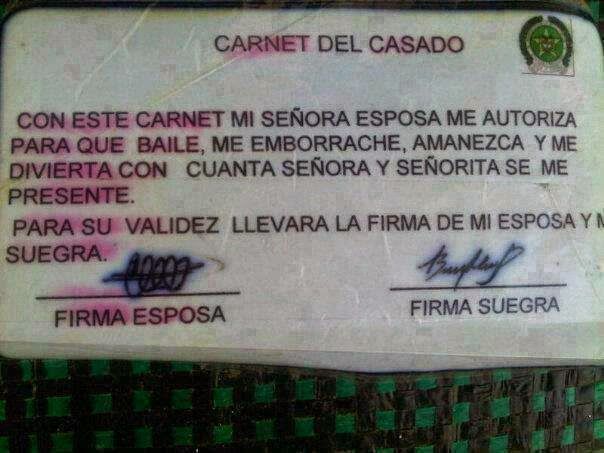 CARNET DEL CASADO
CON ESTE CARNET MI SEÑORA ESPOSA ME AUTORIZA
PARA QUE BAILE, ME EMBORRACHE, AMANEZCA Y ME
DIVIERTA CON CUANTA SEÑORA Y SEÑORITA SE ME
PRESENTE.
PARA SU VALIDEZ LLEVARA LA FIRMA DE MI ESPOSA Y
SUEGRA.
FIRMA ESPOSA
FIRMA SUEGRA